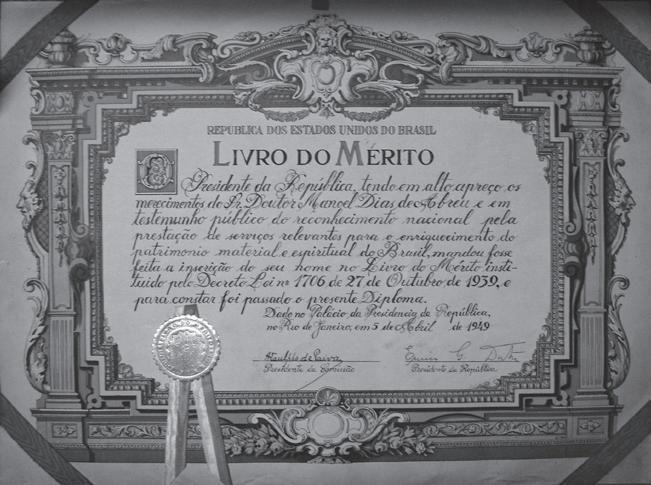 REPUBLICA DOS ESTADOS UNIDOS DO BRASIL
LIVRO DO MÉRITO
O Presidente da República, tendo em alto apreço os
merecimentos do Sr. Doutor Manoel Dias de Abreu e em
testemunho público do reconhecimento nacional pela
prestação de serviços relevantes para o enriquecimento do
patrimonio material e espiritual do Brasil, mandou fosse
feita a inscrição do seu nome no Livro do Mérito insti-
tuido pelo Decreto Lei nº 1706 de 27 de Outubro de 1939, e
para constar foi passado o presente Diploma.
Dado no Palacio da Presidencia da República,
no Rio de Janeiro, em 5 de Abril de 1949
Ataulfo de Paiva
Presidente da Comissão
Presidente da República